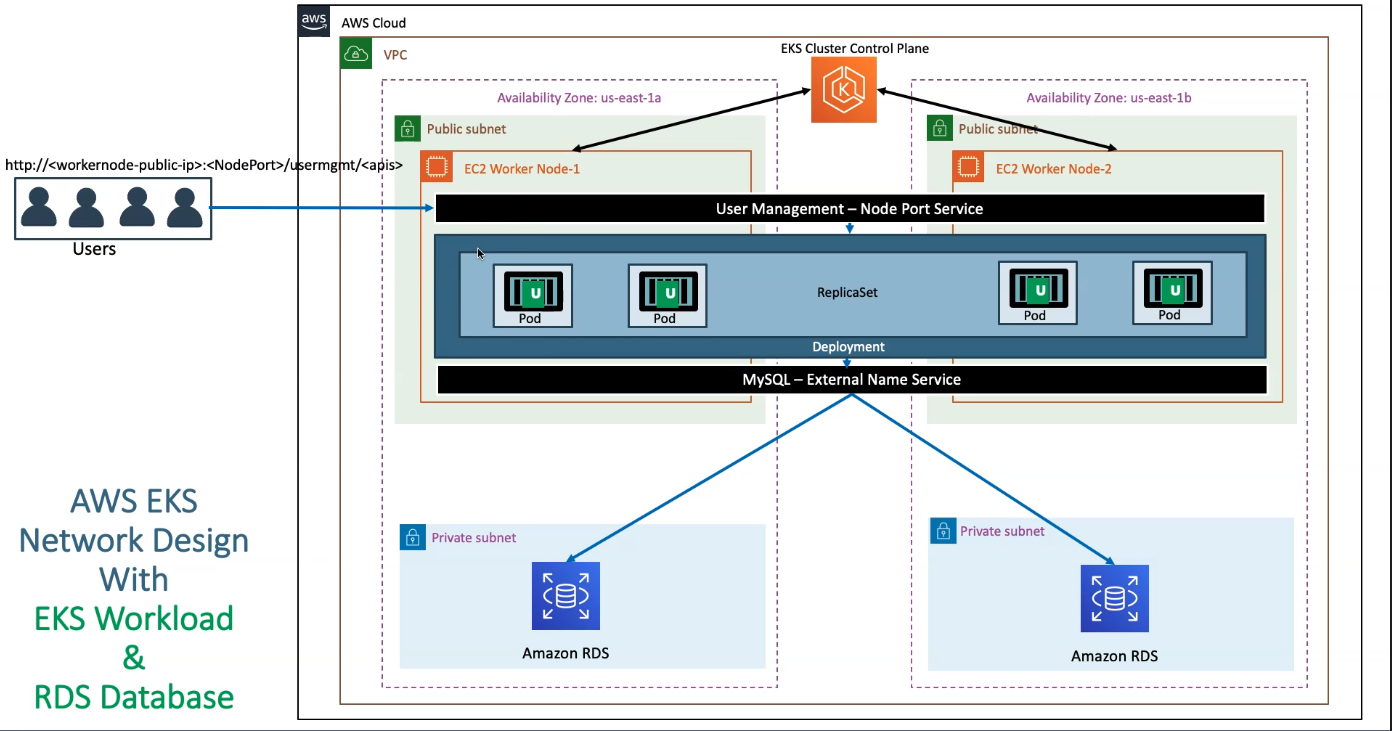 aws
AWS Cloud
VPC
EKS Cluster Control Plane
K
Availability Zone: us-east-1a
Availability Zone: us-east-1b
Public subnet
Public subnet
http://<workernode-public-ip>:<NodePort>/usermgmt/<apis>
EC2 Worker Node-1
EC2 Worker Node-2
Users
User Management – Node Port Service
U
Pod
U
Pod
ReplicaSet
U
Pod
U
Pod
Deployment
MySQL – External Name Service
Private subnet
Private subnet
Amazon RDS
Amazon RDS
AWS EKS
Network Design
With
EKS Workload
&
RDS Database